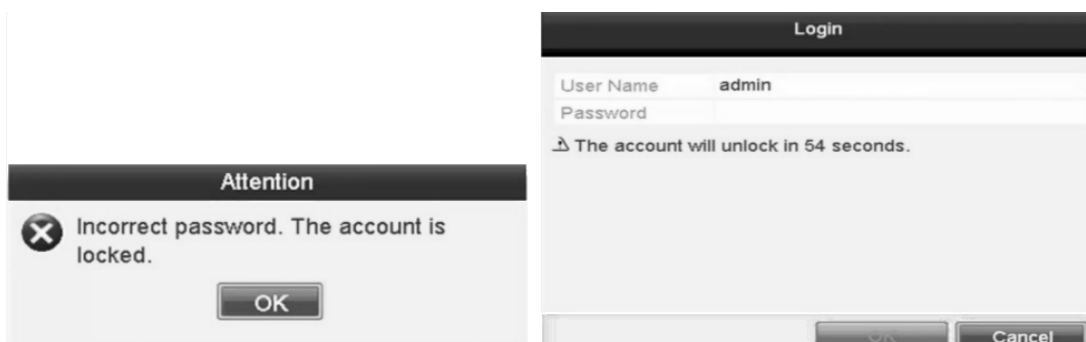 Attention
Incorrect password. The account is
locked.
OK
Login
User Name admin
Password
The account will unlock in 54 seconds.
OK Cancel